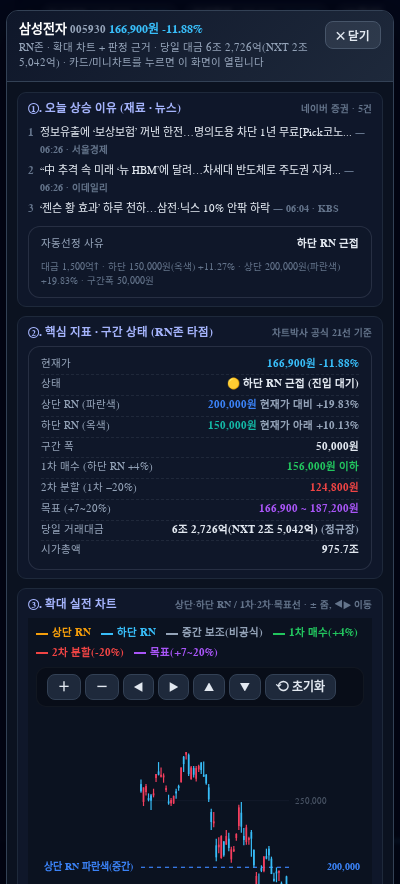 삼성전자 005930 166,900원 -11.88%
✕ 닫기
RN존 · 확대 차트 + 판정 근거 · 당일 대금 6조 2,726억(NXT 2조
5,042억) · 카드/미니차트를 누르면 이 화면이 열립니다
①. 오늘 상승 이유 (재료 · 뉴스)
네이버 증권 · 5건
1 정보유출에 ‘보상보험’ 꺼낸 한전…명의도용 차단 1년 무료[Pick코노... —
06:26 · 서울경제
2 “中 추격 속 미래 ‘뉴 HBM’에 달려…차세대 반도체로 주도권 지켜... —
06:26 · 이데일리
3 ‘젠슨 황 효과’ 하루 천하…삼전·닉스 10% 안팎 하락 — 06:04 · KBS
자동선정 사유
하단 RN 근접
대금 1,500억↑ · 하단 150,000원(옥색) +11.27% · 상단 200,000원(파란색)
+19.83% · 구간폭 50,000원
②. 핵심 지표 · 구간 상태 (RN존 타점)
차트박사 공식 21선 기준
현재가 166,900원 -11.88%
상태 🟡 하단 RN 근접 (진입 대기)
상단 RN (파란색) 200,000원 현재가 대비 +19.83%
하단 RN (옥색) 150,000원 현재가 아래 +10.13%
구간 폭 50,000원
1차 매수 (하단 RN +4%) 156,000원 이하
2차 분할 (1차 −20%) 124,800원
목표 (+7~20%) 166,900 ~ 187,200원
당일 거래대금 6조 2,726억(NXT 2조 5,042억) (정규장)
시가총액 975.7조
③. 확대 실전 차트
상단·하단 RN / 1차·2차·목표선 · ± 줌, ◀▶ 이동
— 상단 RN — 하단 RN — 중간 보조(비공식) — 1차 매수(+4%)
— 2차 분할(-20%) — 목표(+7~20%)
+ − ◀ ▶ ▲ ▼ ⟲ 초기화
250,000
상단 RN 파란색(중간) 200,000